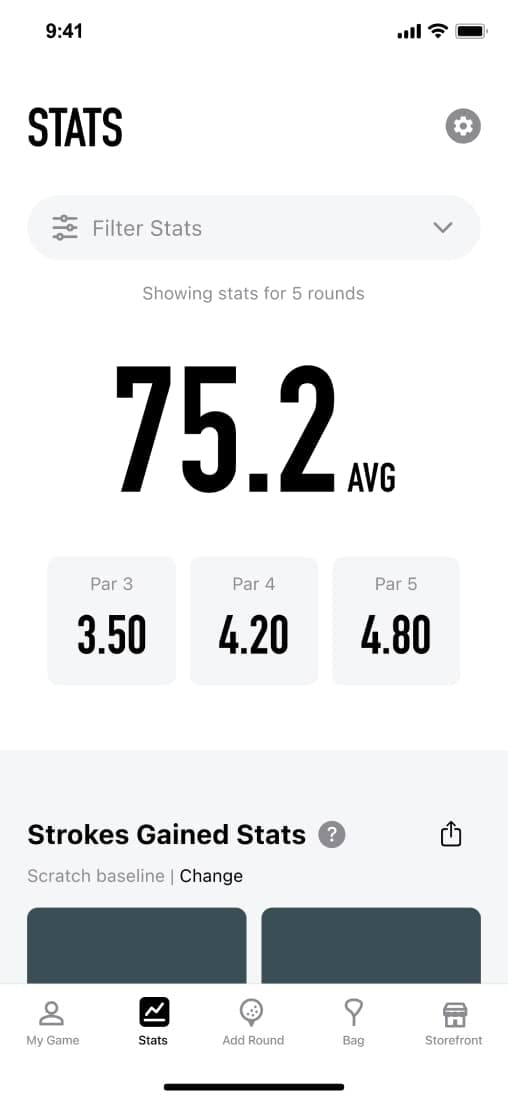 9:41
STATS
Filter Stats
Showing stats for 5 rounds
75.2 AVG
Par 3 Par 4 Par 5
3.50 4.20 4.80
Strokes Gained Stats ?
Scratch baseline | Change
My Game Stats Add Round Bag Storefront